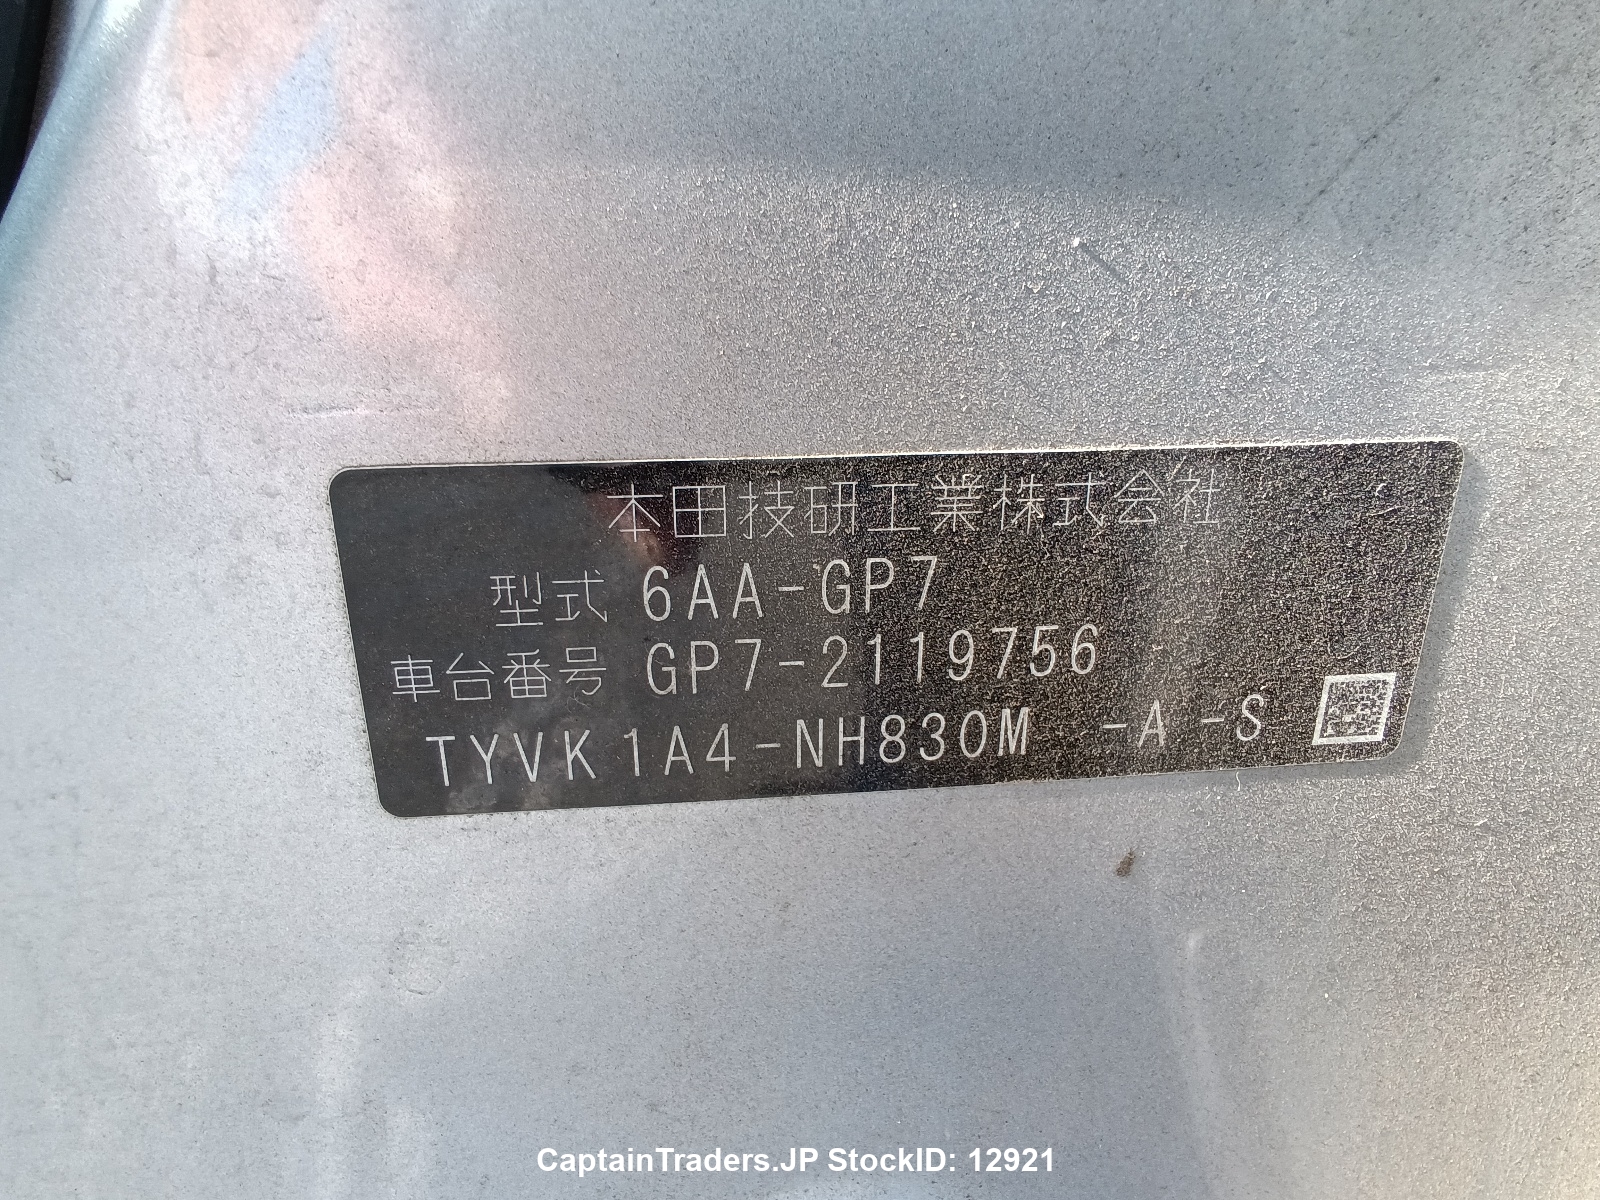 本田技研工業株式会社
型式 6AA-GP7
車台番号 GP7-2119756
TYVK1A4-NH830M -A -S
CaptainTraders.JP StockID: 12921